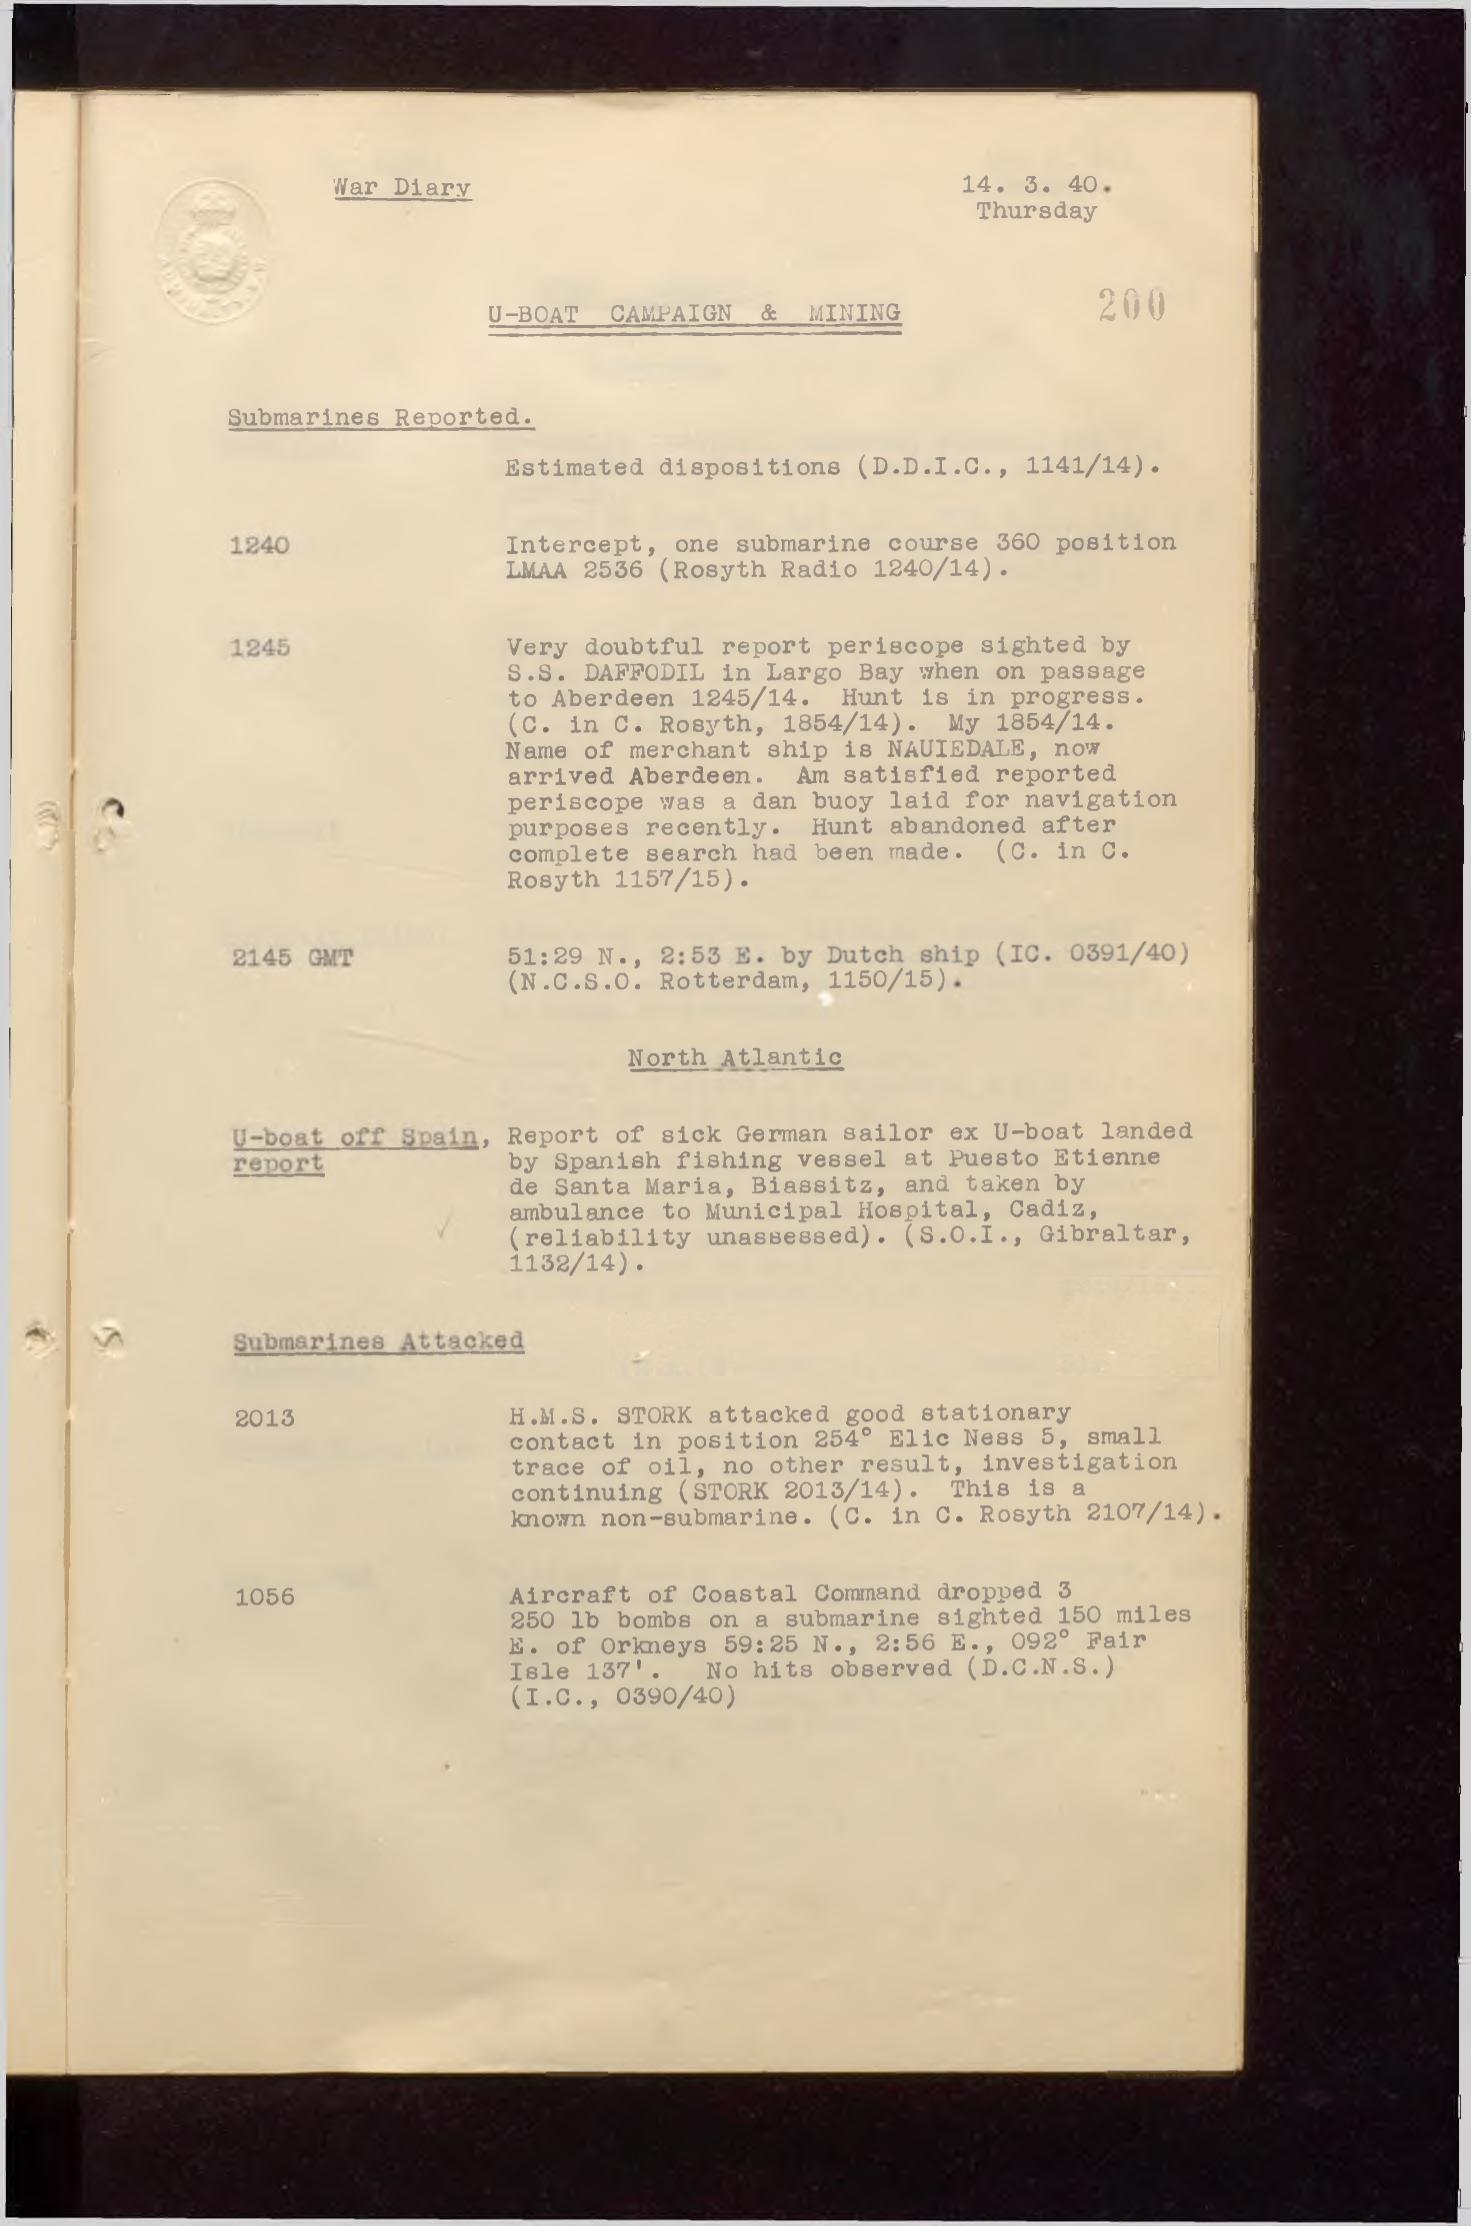 War Diary
14. 3. 40.
Thursday
200
U-BOAT CAMPAIGN & MINING
Submarines Reported.
Estimated dispositions (D.D.I.C., 1141/14).
1240 Intercept, one submarine course 360 position
LMAA 2536 (Rosyth Radio 1240/14).
1245 Very doubtful report periscope sighted by
S.S. DAFFODIL in Largo Bay when on passage
to Aberdeen 1245/14. Hunt is in progress.
(C. in C. Rosyth, 1854/14). My 1854/14.
Name of merchant ship is NAUIEDALE, now
arrived Aberdeen. Am satisfied reported
periscope was a dan buoy laid for navigation
purposes recently. Hunt abandoned after
complete search had been made. (C. in C.
Rosyth 1157/15).
2145 GMT 51:29 N., 2:53 E. by Dutch ship (IC. 0391/40)
(N.C.S.O. Rotterdam, 1150/15).
North Atlantic
U-boat off Spain, Report of sick German sailor ex U-boat landed
report by Spanish fishing vessel at Puesto Etienne
de Santa Maria, Biassitz, and taken by
ambulance to Municipal Hospital, Cadiz,
(reliability unassessed). (S.O.I., Gibraltar,
1132/14).
Submarines Attacked
2013 H.M.S. STORK attacked good stationary
contact in position 254° Elic Ness 5, small
trace of oil, no other result, investigation
continuing (STORK 2013/14). This is a
known non-submarine. (C. in C. Rosyth 2107/14).
1056 Aircraft of Coastal Command dropped 3
250 lb bombs on a submarine sighted 150 miles
E. of Orkneys 59:25 N., 2:56 E., 092° Fair
Isle 137'. No hits observed (D.C.N.S.)
(I.C., 0390/40)